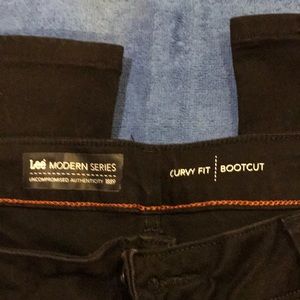 Lee MODERN SERIES
UNCOMPROMISED AUTHENTICITY 1889
CURVY FIT BOOTCUT